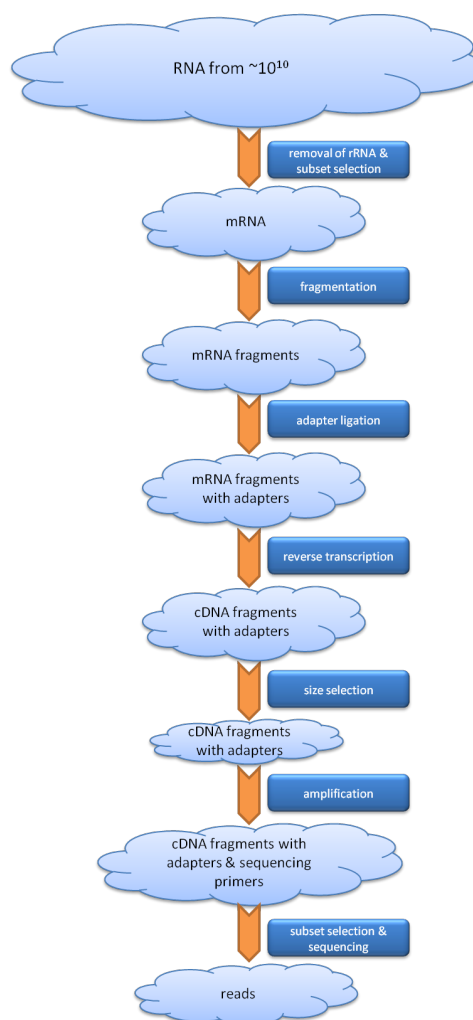 RNA from ~10¹⁰
removal of rRNA &
subset selection
mRNA
fragmentation
mRNA fragments
adapter ligation
mRNA fragments
with adapters
reverse transcription
cDNA fragments
with adapters
size selection
cDNA fragments
with adapters
amplification
cDNA fragments with
adapters & sequencing
primers
subset selection &
sequencing
reads